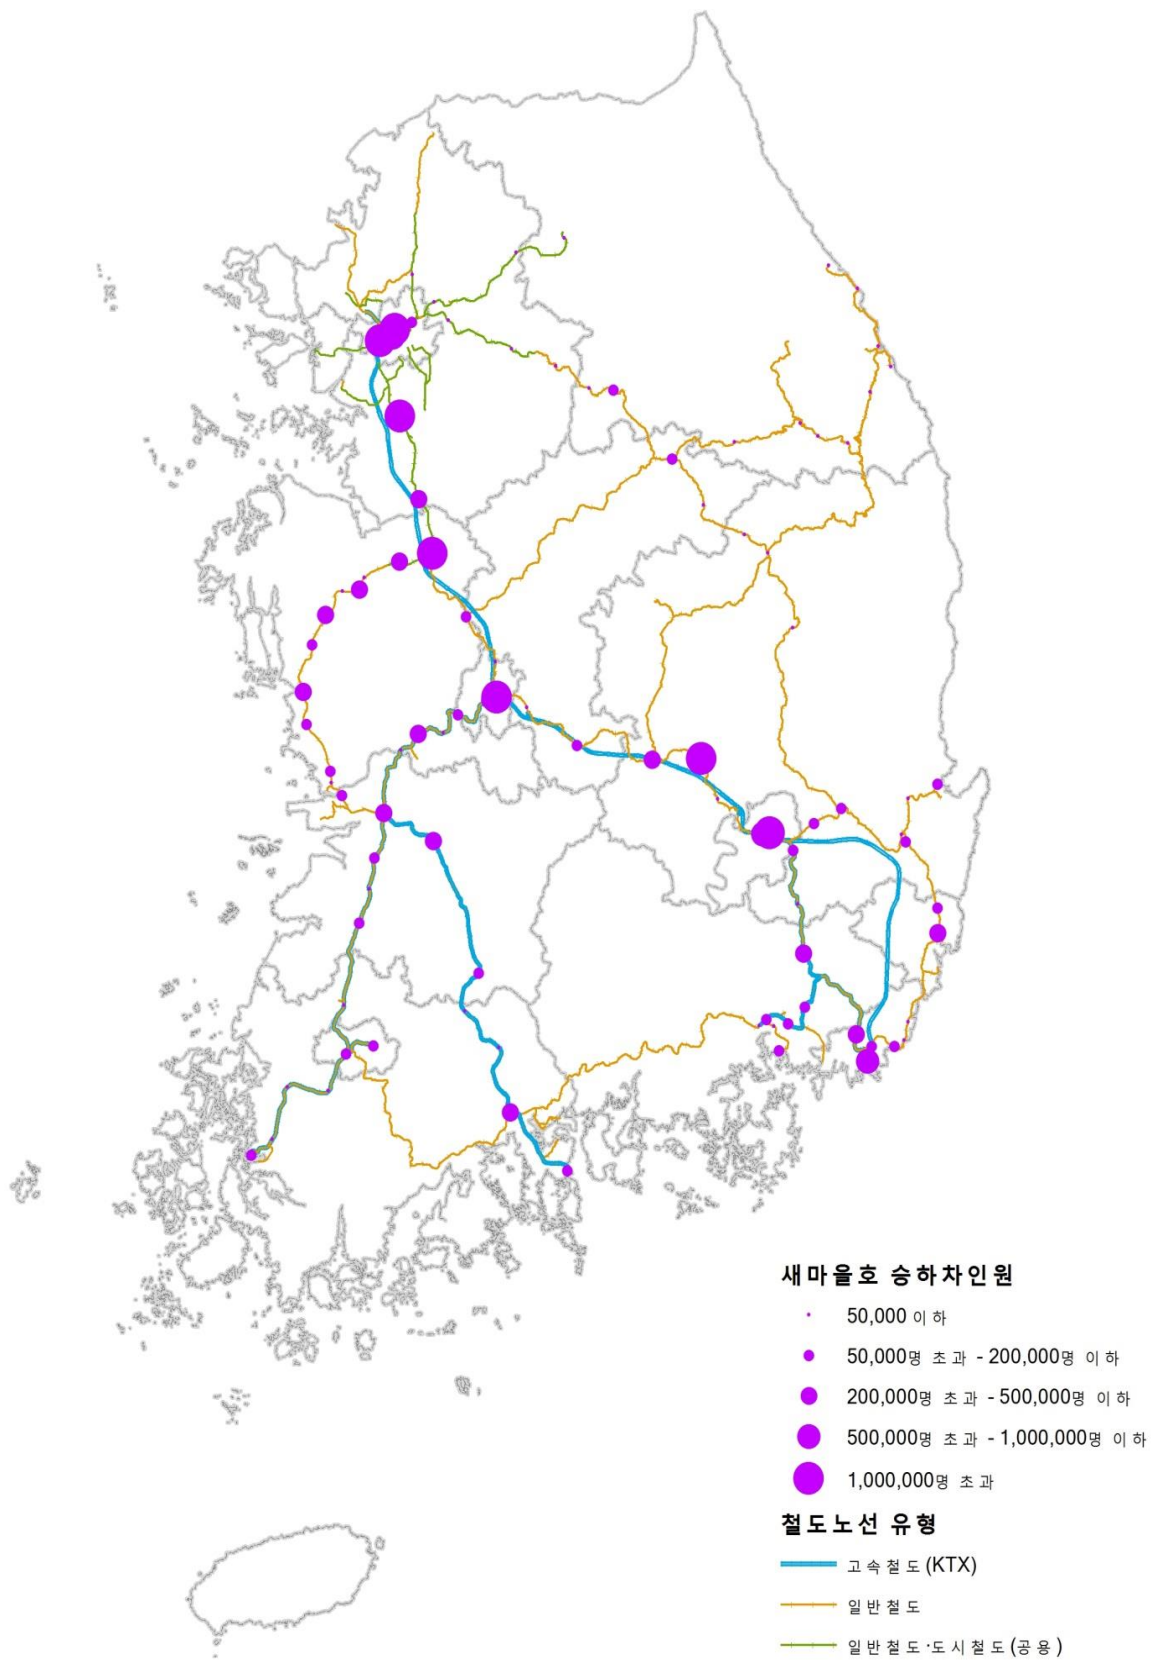 새마을호 승하차인원
50,000 이하
50,000명 초과 - 200,000명 이하
200,000명 초과 - 500,000명 이하
500,000명 초과 - 1,000,000명 이하
1,000,000명 초과
철도노선 유형
고속철도(KTX)
일반철도
일반철도·도시철도(공용)